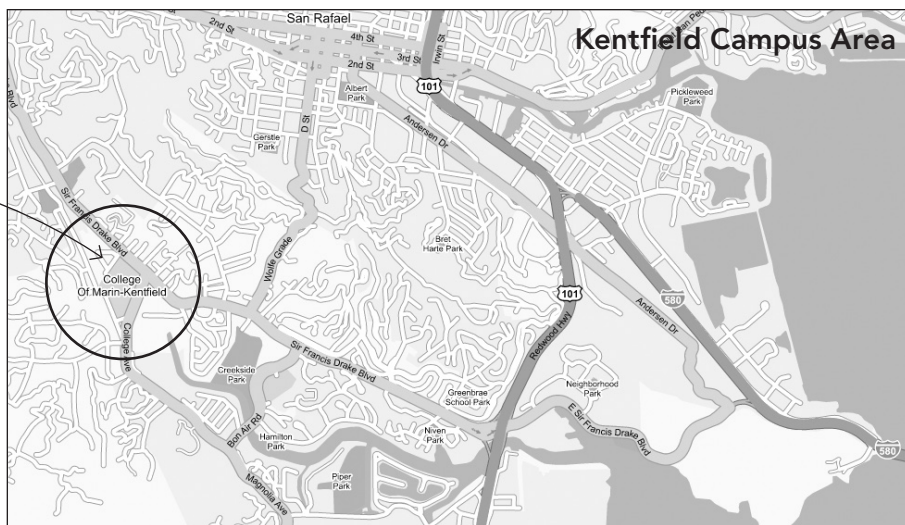 San Rafael
2nd St
4th St
3rd St
2nd St
Irwin St
Kentfield Campus Area
101
Albert
Park
Pickleweed
Park
Andersen Dr
D St
Gerstle
Park
Blvd
Sir Francis Drake Blvd
Bret
Harte Park
Wolfe Grade
College
Of Marin-Kentfield
101
580
Andersen Dr
Redwood Hwy
College Ave
Sir Francis Drake Blvd
Creekside
Park
Greenbrae
School Park
Neighborhood
Park
Niven
Park
E Sir Francis Drake Blvd
Bon Air Rd
Hamilton
Park
580
Piper
Park
Magnolia Ave